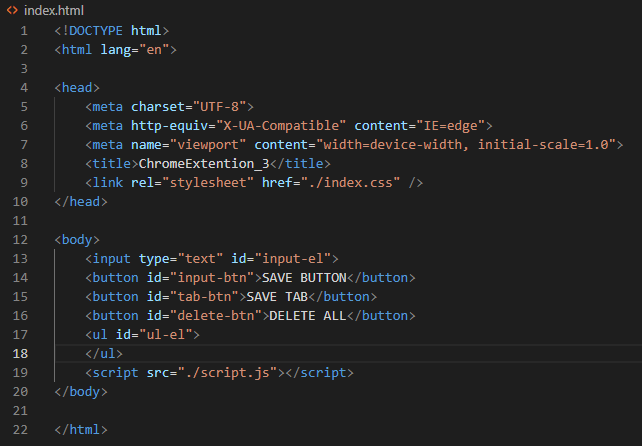 index.html
1 <!DOCTYPE html>
2 <html lang="en">
3
4 <head>
5     <meta charset="UTF-8">
6     <meta http-equiv="X-UA-Compatible" content="IE=edge">
7     <meta name="viewport" content="width=device-width, initial-scale=1.0">
8     <title>ChromeExtention_3</title>
9     <link rel="stylesheet" href="./index.css" />
10 </head>
11
12 <body>
13     <input type="text" id="input-el">
14     <button id="input-btn">SAVE BUTTON</button>
15     <button id="tab-btn">SAVE TAB</button>
16     <button id="delete-btn">DELETE ALL</button>
17     <ul id="ul-el">
18     </ul>
19     <script src="./script.js"></script>
20 </body>
21
22 </html>